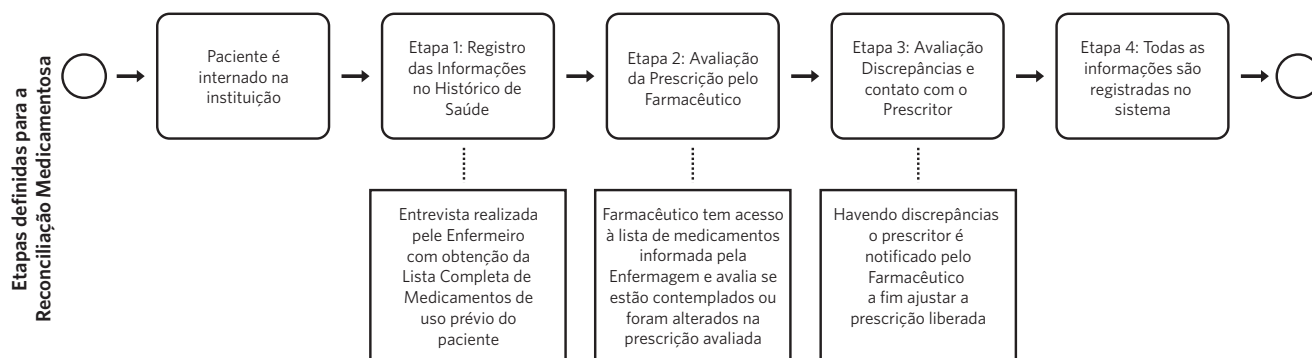 Etapas definidas para a
Reconciliação Medicamentosa
Paciente é
internado na
instituição
Etapa 1: Registro
das Informações
no Histórico de
Saúde
Etapa 2: Avaliação
da Prescrição pelo
Farmacêutico
Etapa 3: Avaliação
Discrepâncias e
contato com o
Prescritor
Etapa 4: Todas as
informações são
registradas no
sistema
Entrevista realizada
pele Enfermeiro
com obtenção da
Lista Completa de
Medicamentos de
uso prévio do
paciente
Farmacêutico tem acesso
à lista de medicamentos
informada pela
Enfermagem e avalia se
estão contemplados ou
foram alterados na
prescrição avaliada
Havendo discrepâncias
o prescritor é
notificado pelo
Farmacêutico
a fim ajustar a
prescrição liberada